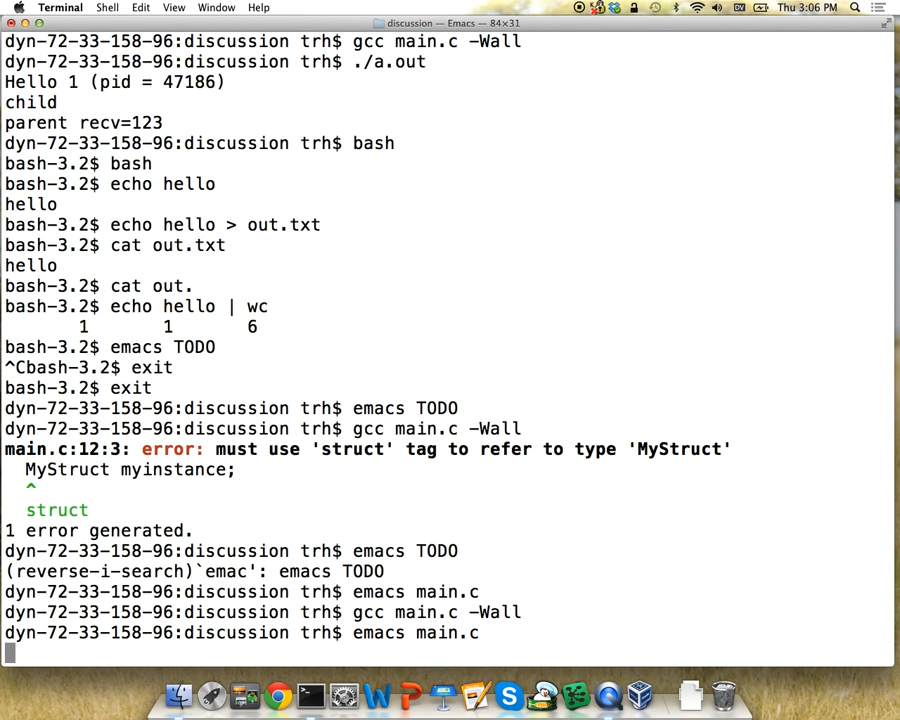 Terminal Shell Edit View Window Help DV Thu 3:06 PM
discussion — Emacs — 84×31
dyn-72-33-158-96:discussion trh$ gcc main.c -Wall
dyn-72-33-158-96:discussion trh$ ./a.out
Hello 1 (pid = 47186)
child
parent recv=123
dyn-72-33-158-96:discussion trh$ bash
bash-3.2$ bash
bash-3.2$ echo hello
hello
bash-3.2$ echo hello > out.txt
bash-3.2$ cat out.txt
hello
bash-3.2$ cat out.
bash-3.2$ echo hello | wc
1 1 6
bash-3.2$ emacs TODO
^Cbash-3.2$ exit
bash-3.2$ exit
dyn-72-33-158-96:discussion trh$ emacs TODO
dyn-72-33-158-96:discussion trh$ gcc main.c -Wall
main.c:12:3: error: must use 'struct' tag to refer to type 'MyStruct'
MyStruct myinstance;
^
struct
1 error generated.
dyn-72-33-158-96:discussion trh$ emacs TODO
(reverse-i-search)`emac': emacs TODO
dyn-72-33-158-96:discussion trh$ emacs main.c
dyn-72-33-158-96:discussion trh$ gcc main.c -Wall
dyn-72-33-158-96:discussion trh$ emacs main.c